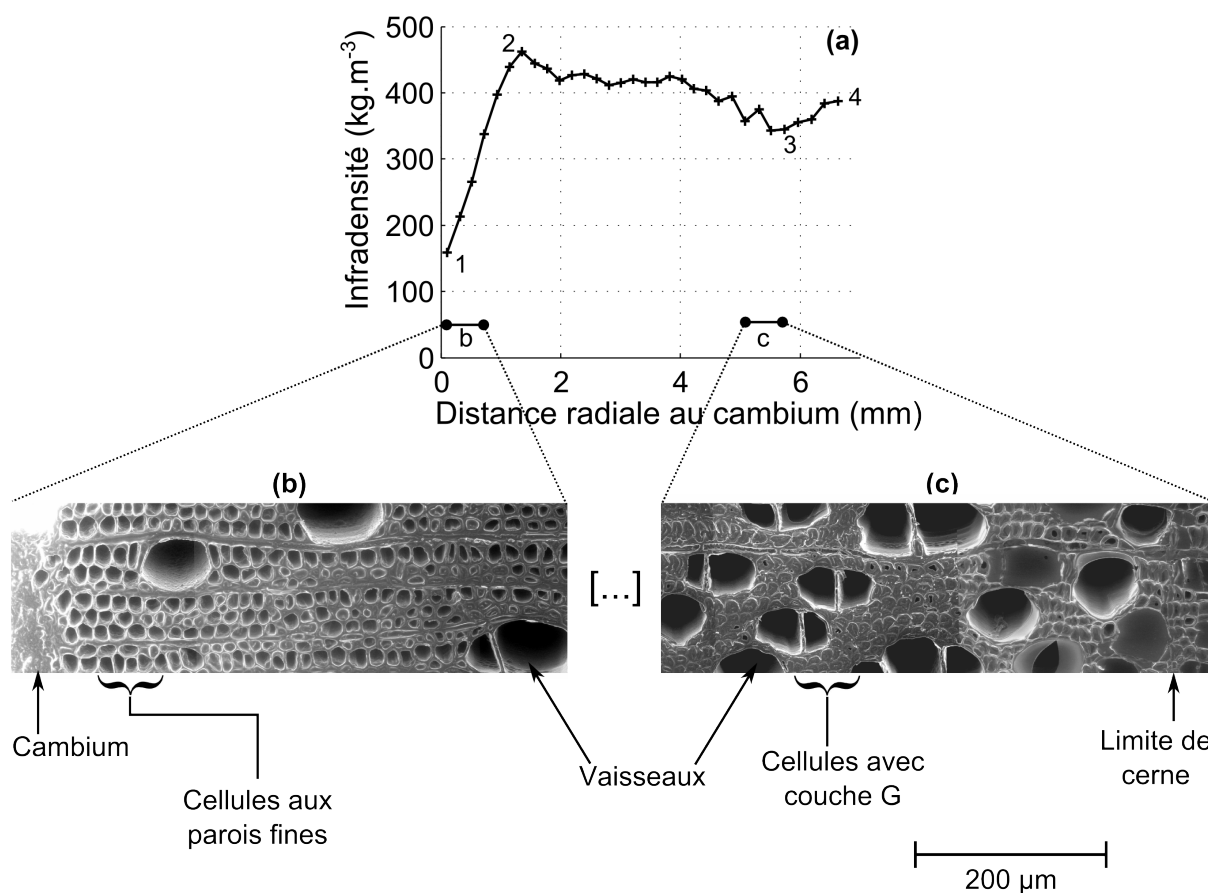 (a)
Infradensité (kg.m⁻³)
500
400
300
200
100
0
1
2
3
4
b
c
0 2 4 6
Distance radiale au cambium (mm)
(b)
(c)
[...]
Cambium
Cellules aux
parois fines
Vaisseaux
Cellules avec
couche G
Limite de
cerne
200 µm